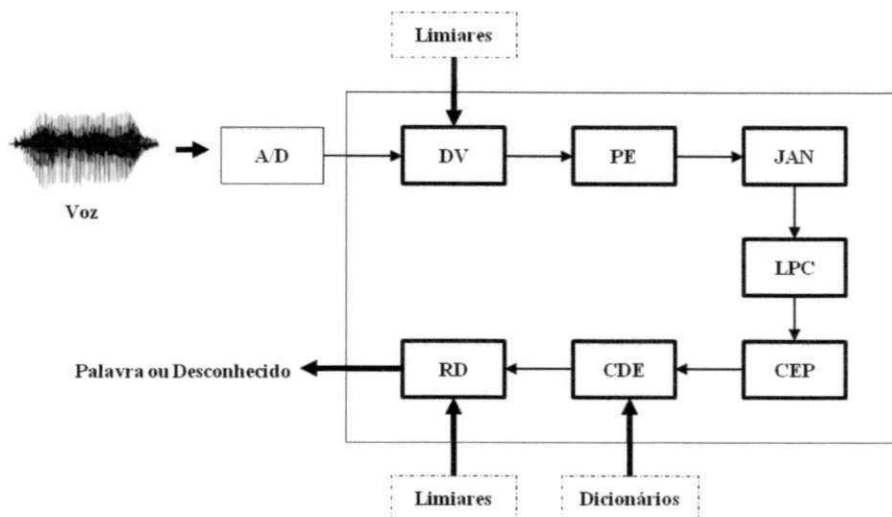 Limiares
A/D
DV
PE
JAN
Voz
LPC
Palavra ou Desconhecido
RD
CDE
CEP
Limiares
Dicionários